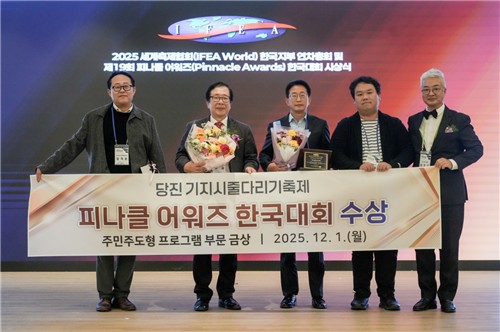 IFEA
2025 세계축제협회(IFEA World) 한국지부 연차총회 및
제19회 피나클 어워즈(Pinnacle Awards) 한국대회 시상식
당진 기지시줄다리기축제
피나클 어워즈 한국대회 수상
주민주도형 프로그램 부문 금상 | 2025. 12. 1.(월)